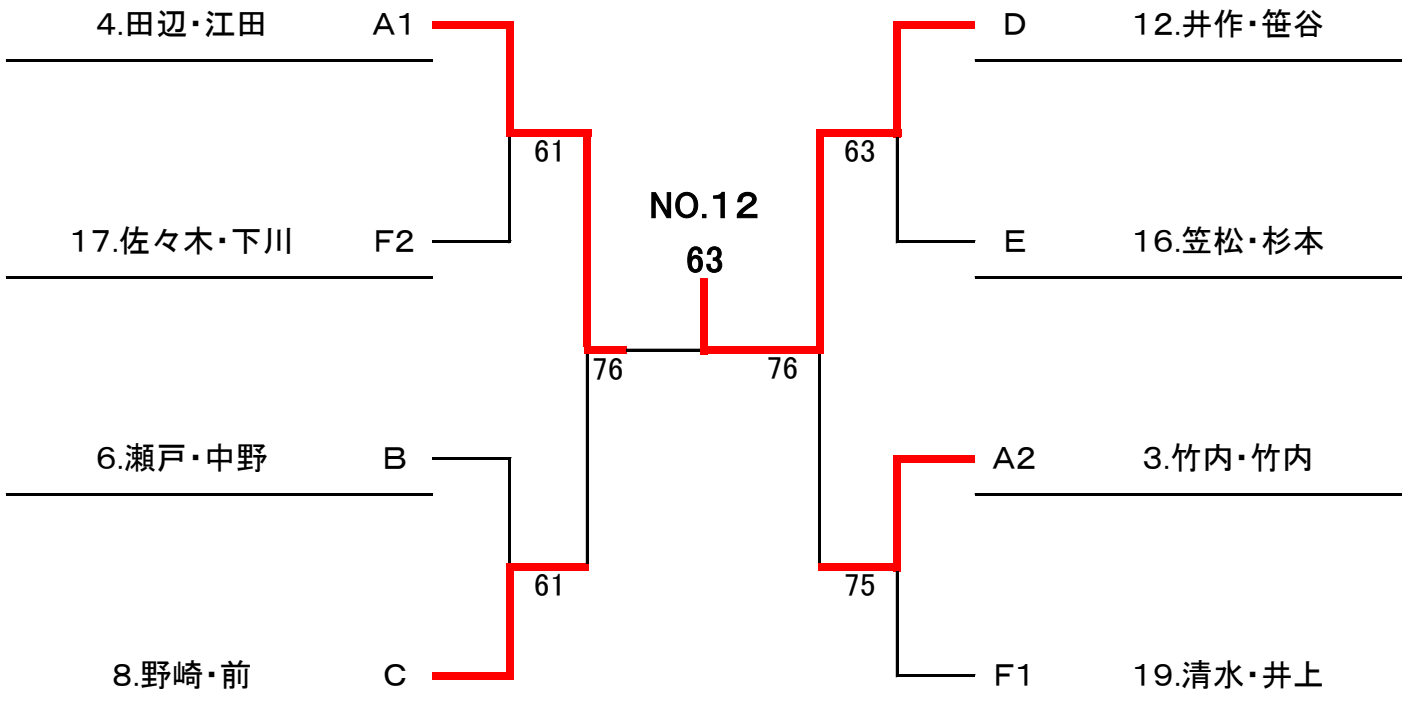 4.田辺・江田 A1
D 12.井作・笹谷
61
63
NO.12
17.佐々木・下川 F2
63
E 16.笠松・杉本
76
76
6.瀬戸・中野 B
A2 3.竹内・竹内
61
75
8.野崎・前 C
F1 19.清水・井上